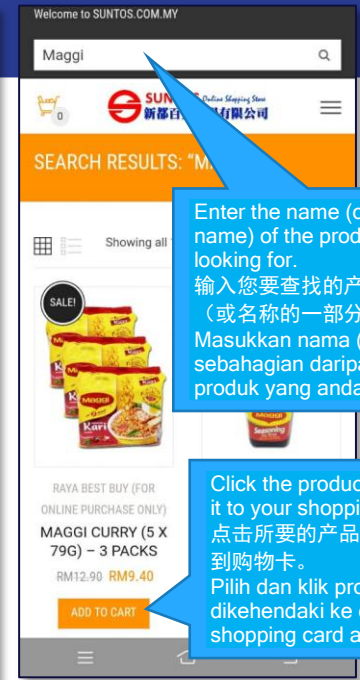 Welcome to SUNTOS.COM.MY
Maggi
0
SUN
Online Shopping Store
新都百
有限公司
SEARCH RESULTS: “M
Enter the name (o
name) of the prod
looking for.
输入您要查找的产
（或名称的一部分
Masukkan nama (
sebahagian daripa
produk yang anda
Showing all
SALE!
MAGGI
Kari
MAGGI
Seasoning
RAYA BEST BUY (FOR
ONLINE PURCHASE ONLY)
MAGGI CURRY (5 X
79G) – 3 PACKS
RM12.90 RM9.40
ADD TO CART
Click the produc
it to your shoppi
点击所要的产品
到购物卡。
Pilih dan klik pro
dikehendaki ke
shopping card a